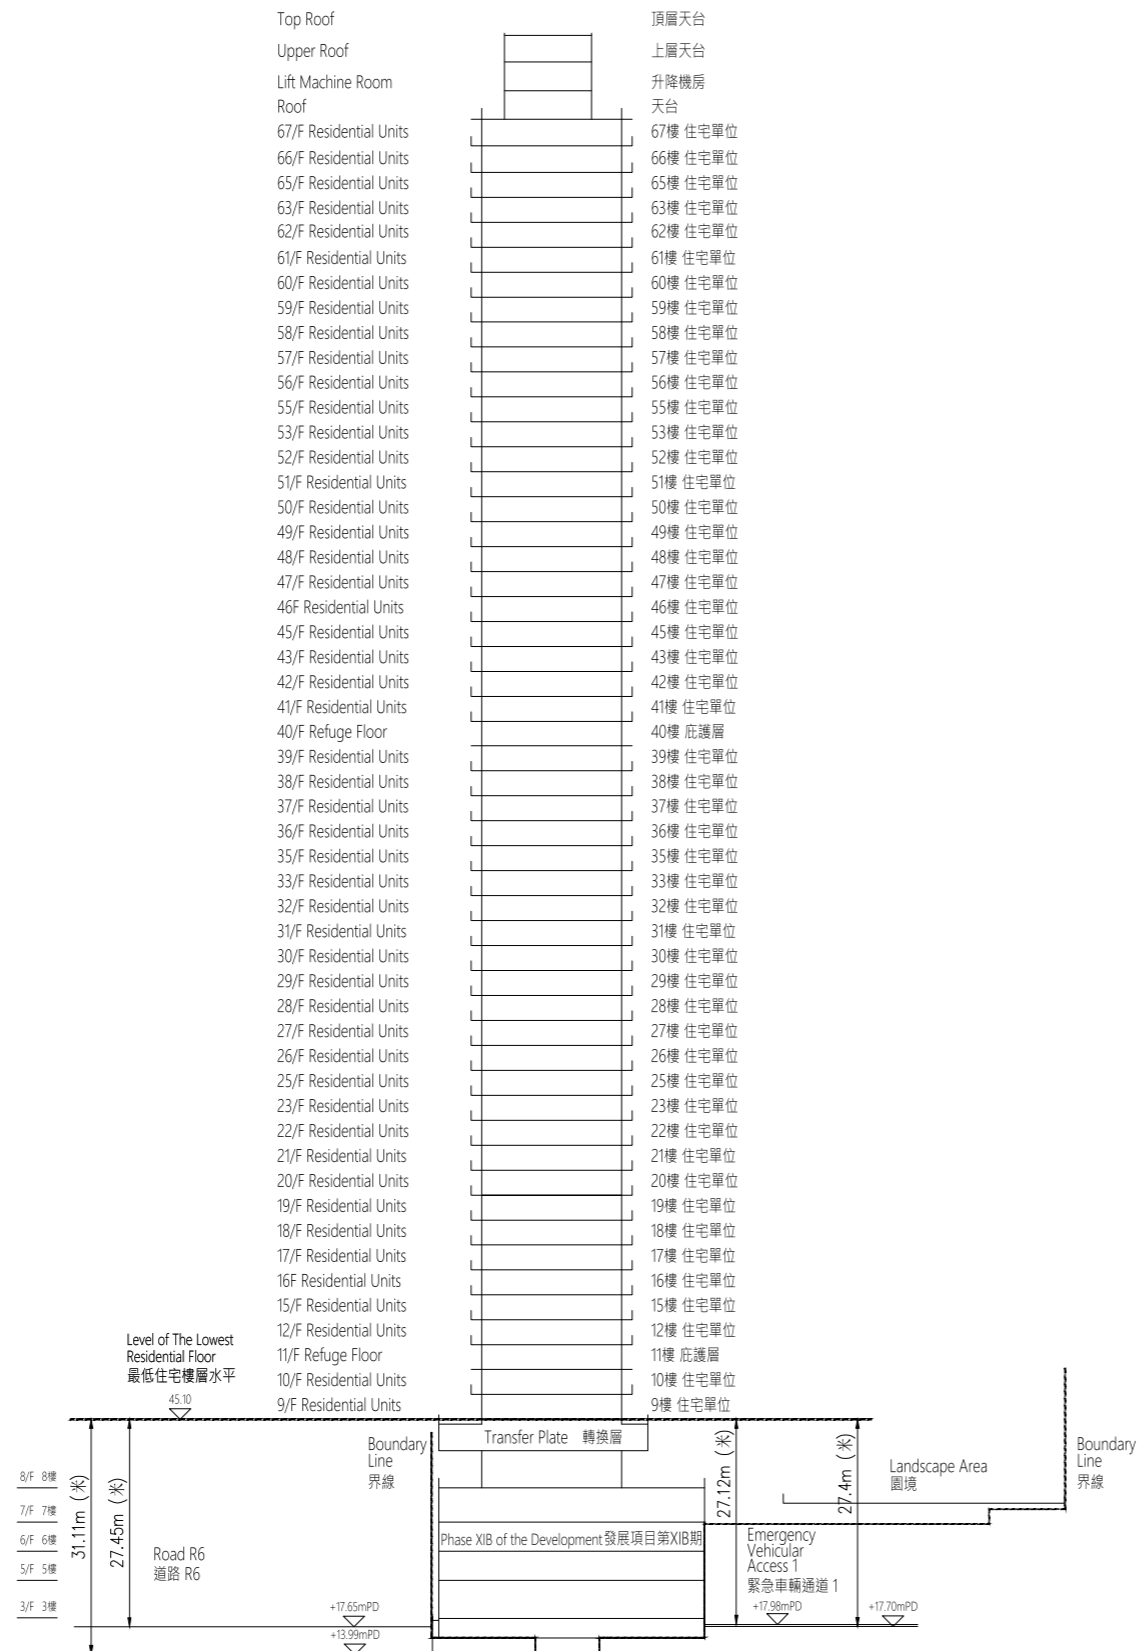 Top Roof 頂層天台
Upper Roof 上層天台
Lift Machine Room 升降機房
Roof 天台
67/F Residential Units 67樓 住宅單位
66/F Residential Units 66樓 住宅單位
65/F Residential Units 65樓 住宅單位
63/F Residential Units 63樓 住宅單位
62/F Residential Units 62樓 住宅單位
61/F Residential Units 61樓 住宅單位
60/F Residential Units 60樓 住宅單位
59/F Residential Units 59樓 住宅單位
58/F Residential Units 58樓 住宅單位
57/F Residential Units 57樓 住宅單位
56/F Residential Units 56樓 住宅單位
55/F Residential Units 55樓 住宅單位
53/F Residential Units 53樓 住宅單位
52/F Residential Units 52樓 住宅單位
51/F Residential Units 51樓 住宅單位
50/F Residential Units 50樓 住宅單位
49/F Residential Units 49樓 住宅單位
48/F Residential Units 48樓 住宅單位
47/F Residential Units 47樓 住宅單位
46F Residential Units 46樓 住宅單位
45/F Residential Units 45樓 住宅單位
43/F Residential Units 43樓 住宅單位
42/F Residential Units 42樓 住宅單位
41/F Residential Units 41樓 住宅單位
40/F Refuge Floor 40樓 庇護層
39/F Residential Units 39樓 住宅單位
38/F Residential Units 38樓 住宅單位
37/F Residential Units 37樓 住宅單位
36/F Residential Units 36樓 住宅單位
35/F Residential Units 35樓 住宅單位
33/F Residential Units 33樓 住宅單位
32/F Residential Units 32樓 住宅單位
31/F Residential Units 31樓 住宅單位
30/F Residential Units 30樓 住宅單位
29/F Residential Units 29樓 住宅單位
28/F Residential Units 28樓 住宅單位
27/F Residential Units 27樓 住宅單位
26/F Residential Units 26樓 住宅單位
25/F Residential Units 25樓 住宅單位
23/F Residential Units 23樓 住宅單位
22/F Residential Units 22樓 住宅單位
21/F Residential Units 21樓 住宅單位
20/F Residential Units 20樓 住宅單位
19/F Residential Units 19樓 住宅單位
18/F Residential Units 18樓 住宅單位
17/F Residential Units 17樓 住宅單位
16F Residential Units 16樓 住宅單位
15/F Residential Units 15樓 住宅單位
12/F Residential Units 12樓 住宅單位
11/F Refuge Floor 11樓 庇護層
10/F Residential Units 10樓 住宅單位
9/F Residential Units 9樓 住宅單位
Level of The Lowest
Residential Floor
最低住宅樓層水平
45.10
Transfer Plate 轉換層
Boundary
Line
界線
Boundary
Line
界線
Landscape Area
園境
8/F 8樓
7/F 7樓
6/F 6樓
5/F 5樓
3/F 3樓
31.11m (米)
27.45m (米)
27.12m (米)
27.4m (米)
Road R6
道路 R6
Phase XIB of the Development 發展項目第XIB期
Emergency
Vehicular
Access 1
緊急車輛通道 1
+17.65mPD
+13.99mPD
+17.98mPD
+17.70mPD